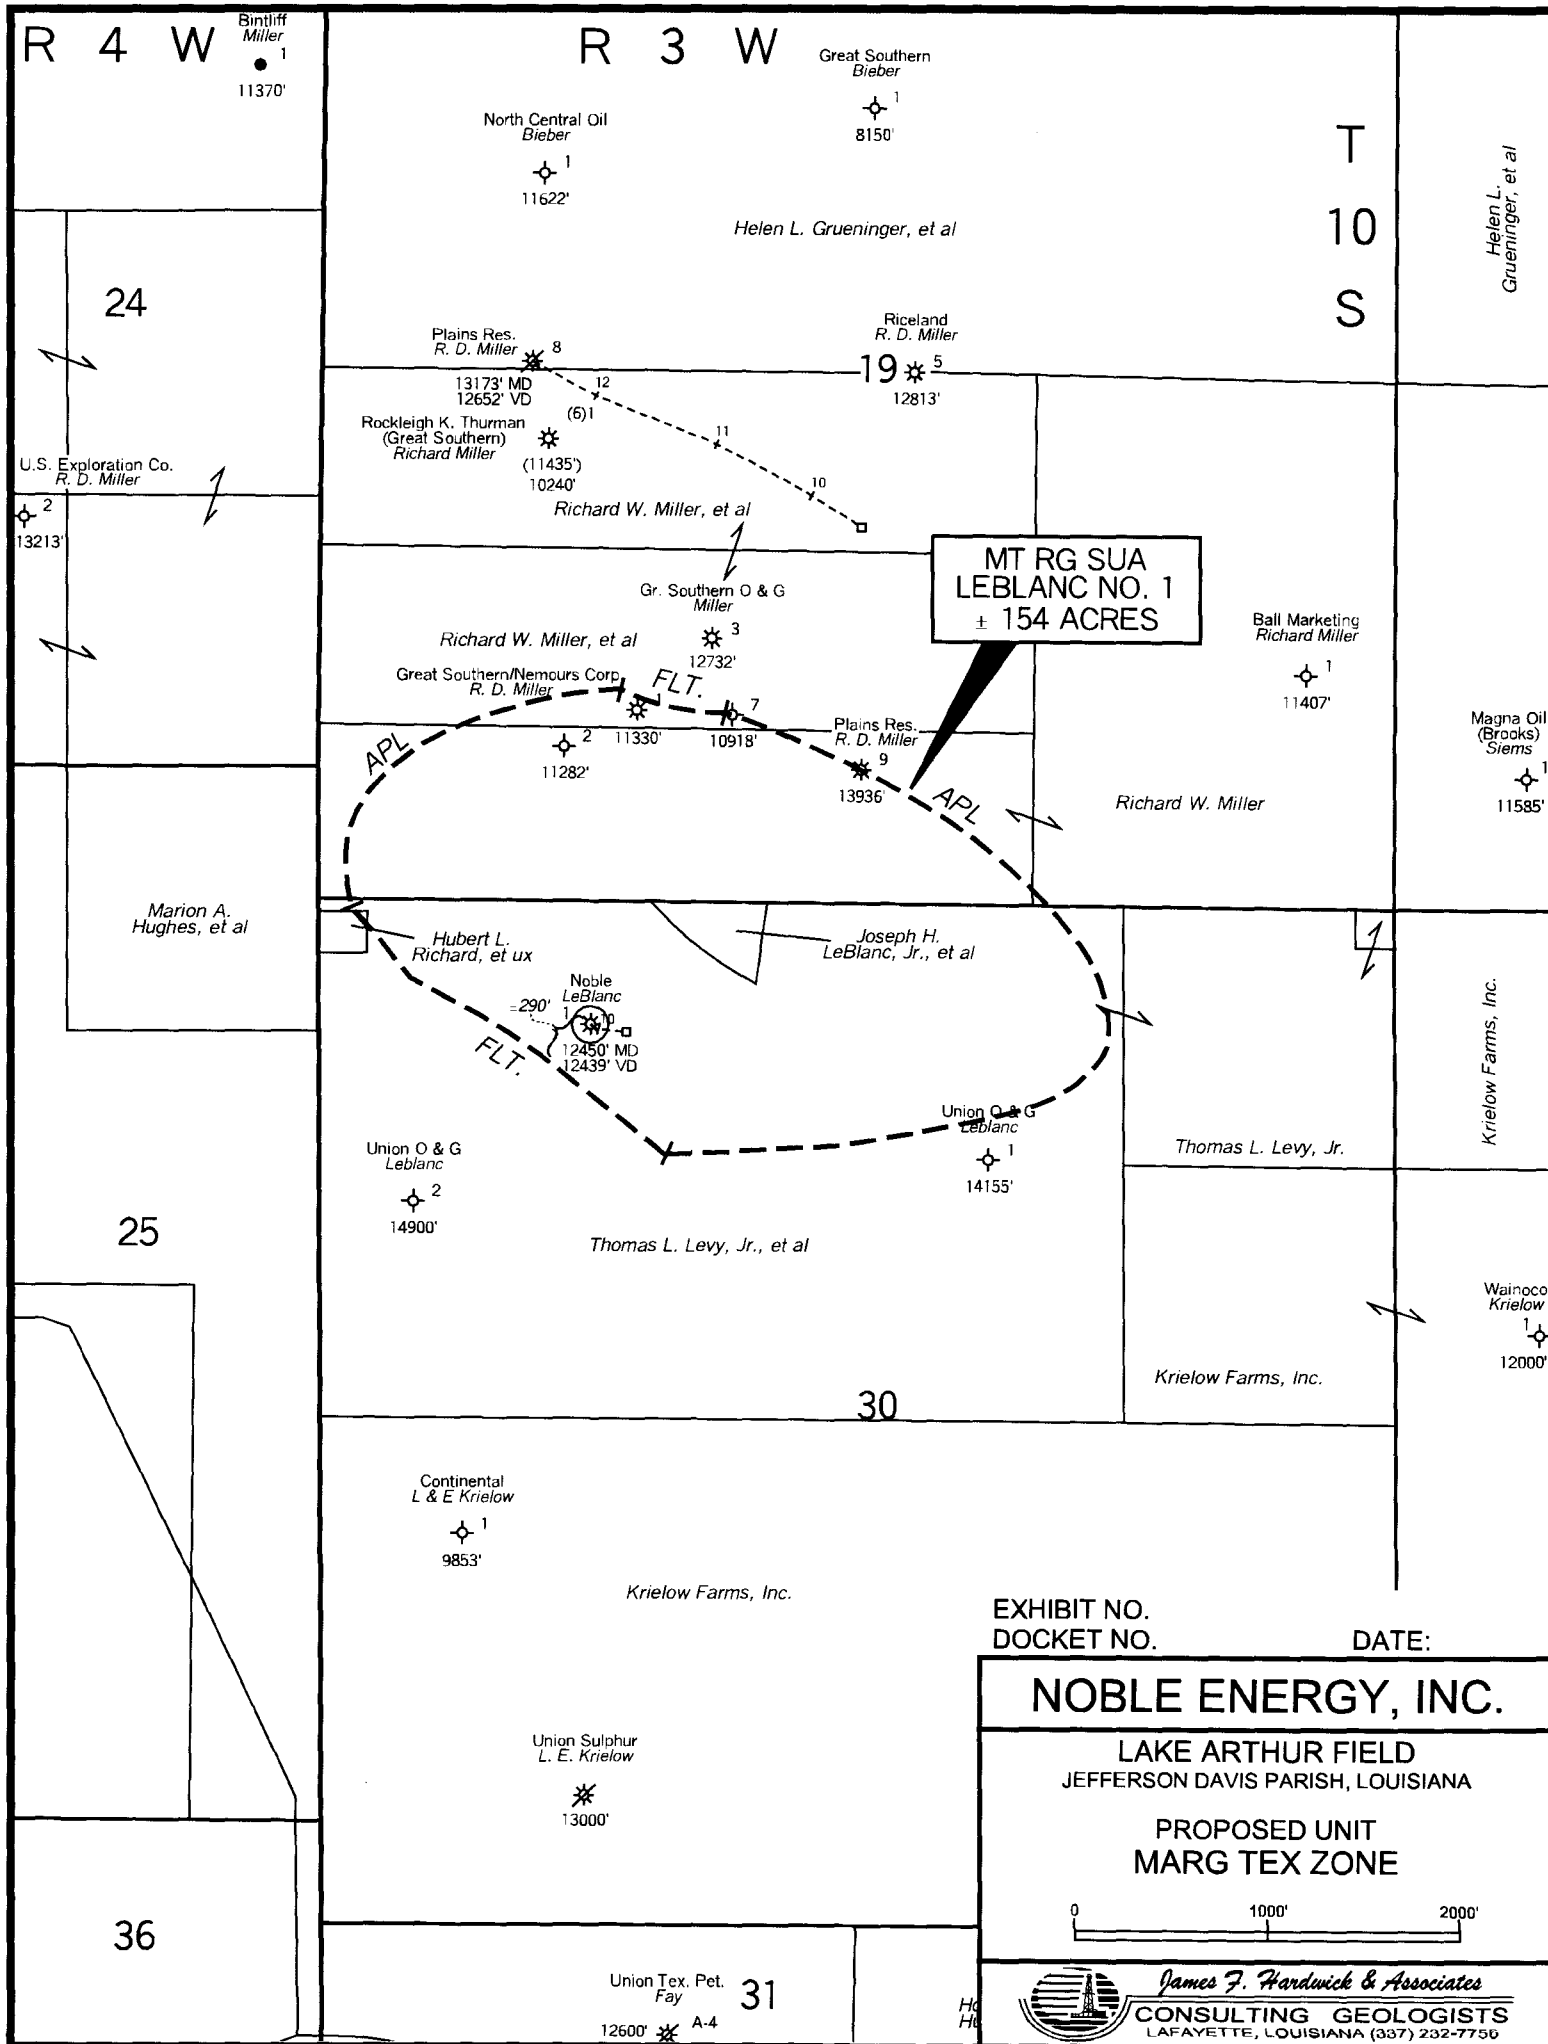 R 4 W
Bintliff
Miller
1
11370'
R 3 W
Great Southern
Bieber
1
8150'
North Central Oil
Bieber
1
11622'
T
10
S
Helen L.
Grueninger, et al
Helen L. Grueninger, et al
24
Plains Res.
R. D. Miller
8
13173' MD
12652' VD
12
11
10
Riceland
R. D. Miller
19
5
12813'
Rockleigh K. Thurman
(Great Southern)
Richard Miller
(6)1
(11435')
10240'
U.S. Exploration Co.
R. D. Miller
2
13213'
Richard W. Miller, et al
MT RG SUA
LEBLANC NO. 1
± 154 ACRES
Gr. Southern O & G
Miller
3
12732'
Richard W. Miller, et al
Ball Marketing
Richard Miller
1
11407'
Great Southern/Nemours Corp.
R. D. Miller
1
11330'
FLT.
7
10918'
2
11282'
APL
Plains Res.
R. D. Miller
9
13936'
APL
Richard W. Miller
Magna Oil
(Brooks)
Siems
1
11585'
Marion A.
Hughes, et al
Hubert L.
Richard, et ux
Joseph H.
LeBlanc, Jr., et al
Noble
LeBlanc
=290'
1
10
12450' MD
12439' VD
FLT.
Krielow Farms, Inc.
Union O & G
Leblanc
1
14155'
Union O & G
Leblanc
2
14900'
Thomas L. Levy, Jr.
25
Thomas L. Levy, Jr., et al
Wainoco
Krielow
1
12000'
Krielow Farms, Inc.
30
Continental
L & E Krielow
1
9853'
Krielow Farms, Inc.
Union Sulphur
L. E. Krielow
13000'
36
Union Tex. Pet.
Fay
A-4
12600'
31
EXHIBIT NO.
DOCKET NO. DATE:
NOBLE ENERGY, INC.
LAKE ARTHUR FIELD
JEFFERSON DAVIS PARISH, LOUISIANA
PROPOSED UNIT
MARG TEX ZONE
0 1000' 2000'
James F. Hardwick & Associates
CONSULTING GEOLOGISTS
LAFAYETTE, LOUISIANA (337) 232-7750